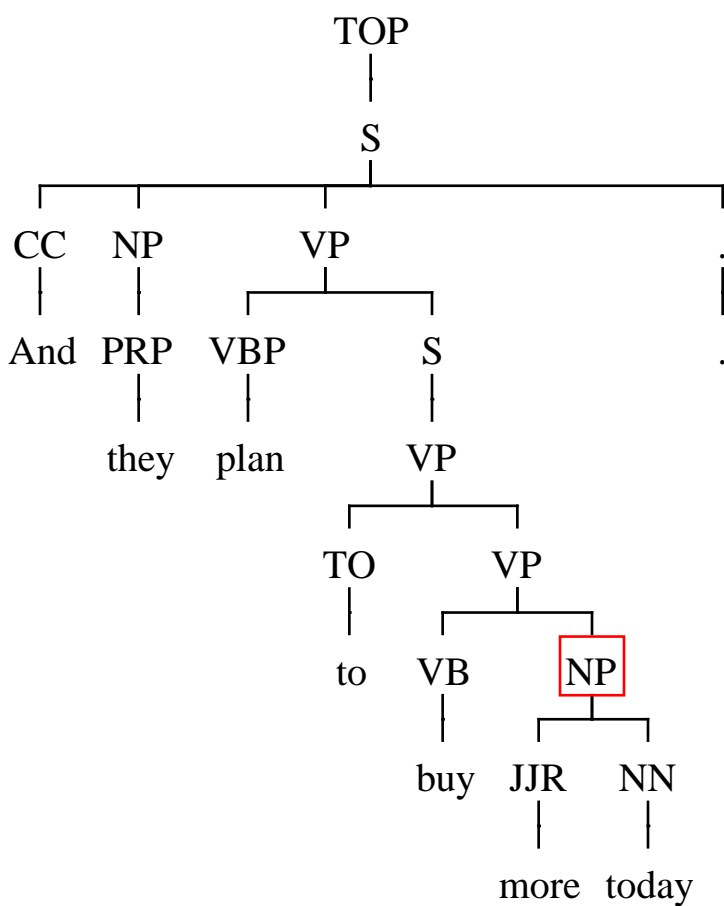 TOP
S
CC NP VP .
And PRP VBP S .
they plan VP
TO VP
to VB NP
buy JJR NN
more today